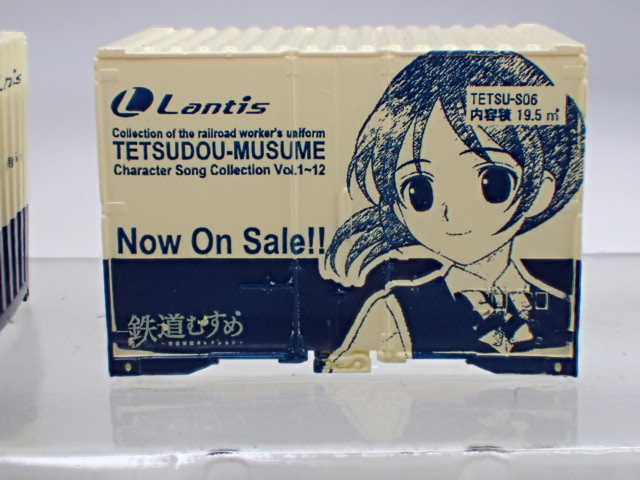 Lantis
Collection of the railroad worker's uniform
TETSUDOU-MUSUME
Character Song Collection Vol.1~12
Now On Sale!!
TETSU-S06
内容積 19.5 ㎥
鉄道むすめ